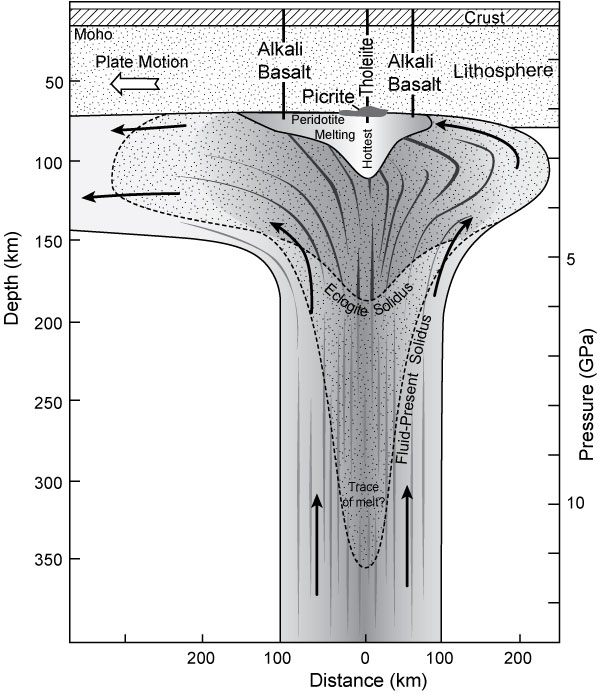 Crust
Moho
Plate Motion
Alkali
Basalt
Tholeiite
Alkali
Basalt
Lithosphere
Picrite
Peridotite
Melting
Hottest
50
100
150
200
250
300
350
Depth (km)
Eclogite Solidus
Fluid-Present Solidus
Trace
of melt?
5
10
Pressure (GPa)
200
100
0
100
200
Distance (km)